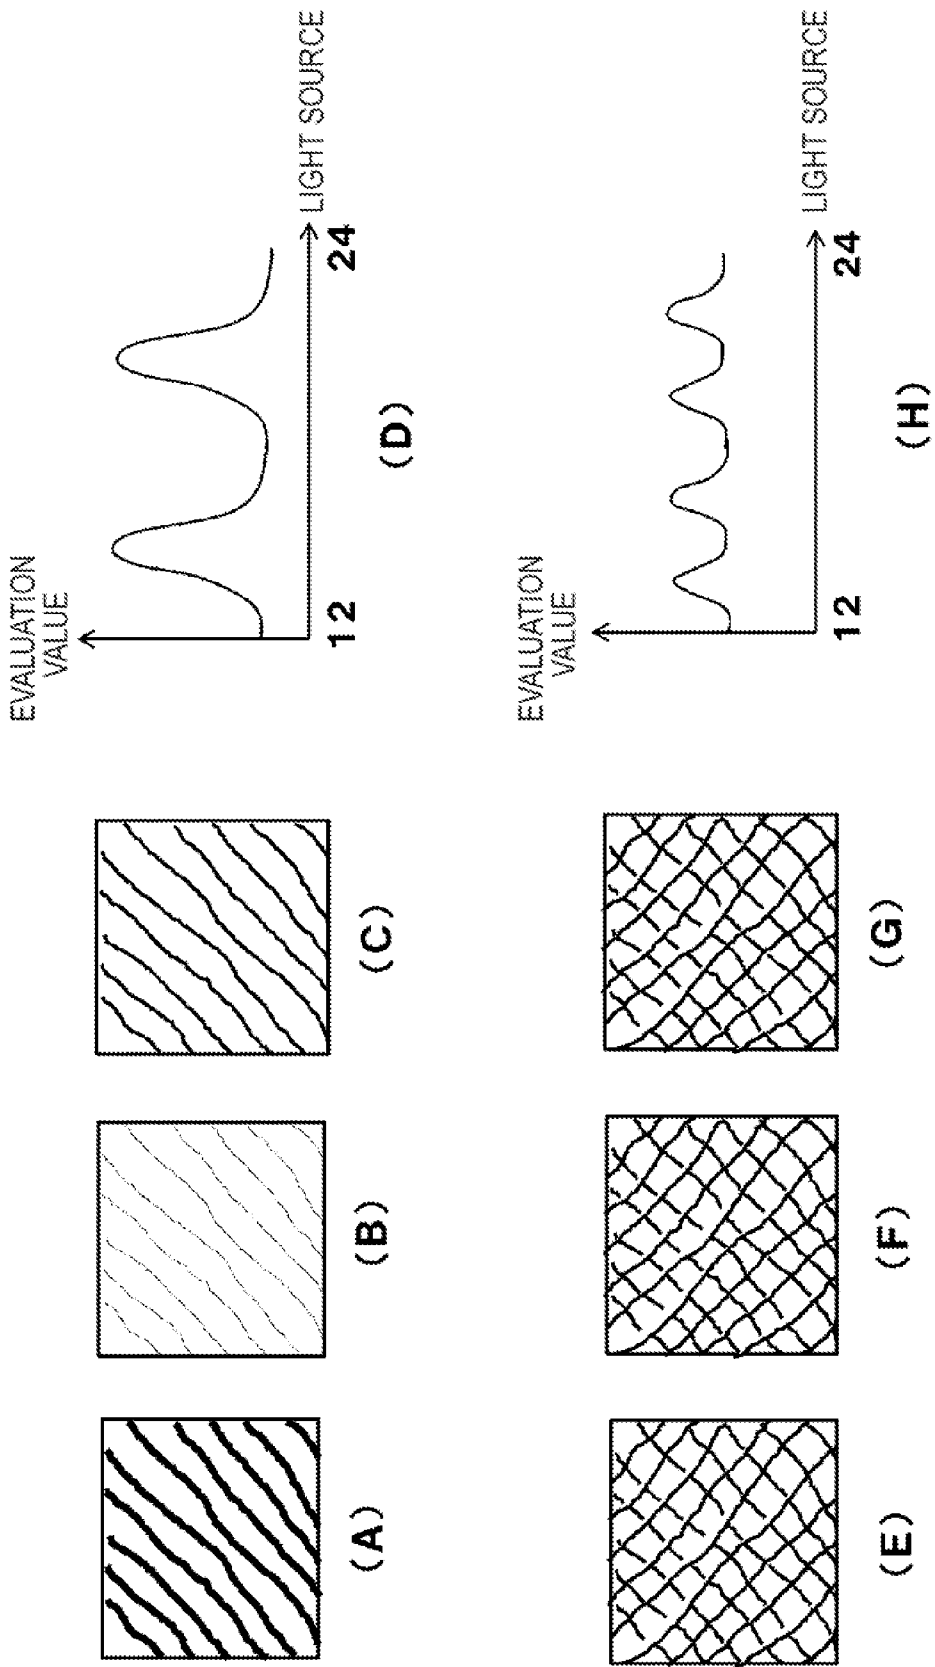 (A)
(B)
(C)
EVALUATION
VALUE
12
24
LIGHT SOURCE
(D)
(E)
(F)
(G)
EVALUATION
VALUE
12
24
LIGHT SOURCE
(H)